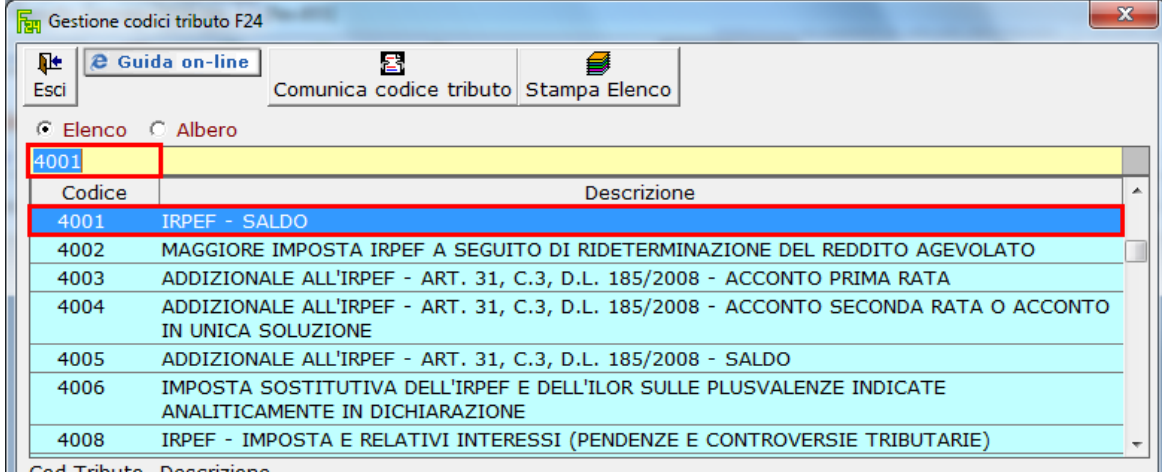 Gestione codici tributo F24
Esci
Guida on-line
Comunica codice tributo
Stampa Elenco
Elenco Albero
4001
Codice Descrizione
4001 IRPEF - SALDO
4002 MAGGIORE IMPOSTA IRPEF A SEGUITO DI RIDETERMINAZIONE DEL REDDITO AGEVOLATO
4003 ADDIZIONALE ALL'IRPEF - ART. 31, C.3, D.L. 185/2008 - ACCONTO PRIMA RATA
4004 ADDIZIONALE ALL'IRPEF - ART. 31, C.3, D.L. 185/2008 - ACCONTO SECONDA RATA O ACCONTO
IN UNICA SOLUZIONE
4005 ADDIZIONALE ALL'IRPEF - ART. 31, C.3, D.L. 185/2008 - SALDO
4006 IMPOSTA SOSTITUTIVA DELL'IRPEF E DELL'ILOR SULLE PLUSVALENZE INDICATE
ANALITICAMENTE IN DICHIARAZIONE
4008 IRPEF - IMPOSTA E RELATIVI INTERESSI (PENDENZE E CONTROVERSIE TRIBUTARIE)
Cod.Tributo Descrizione